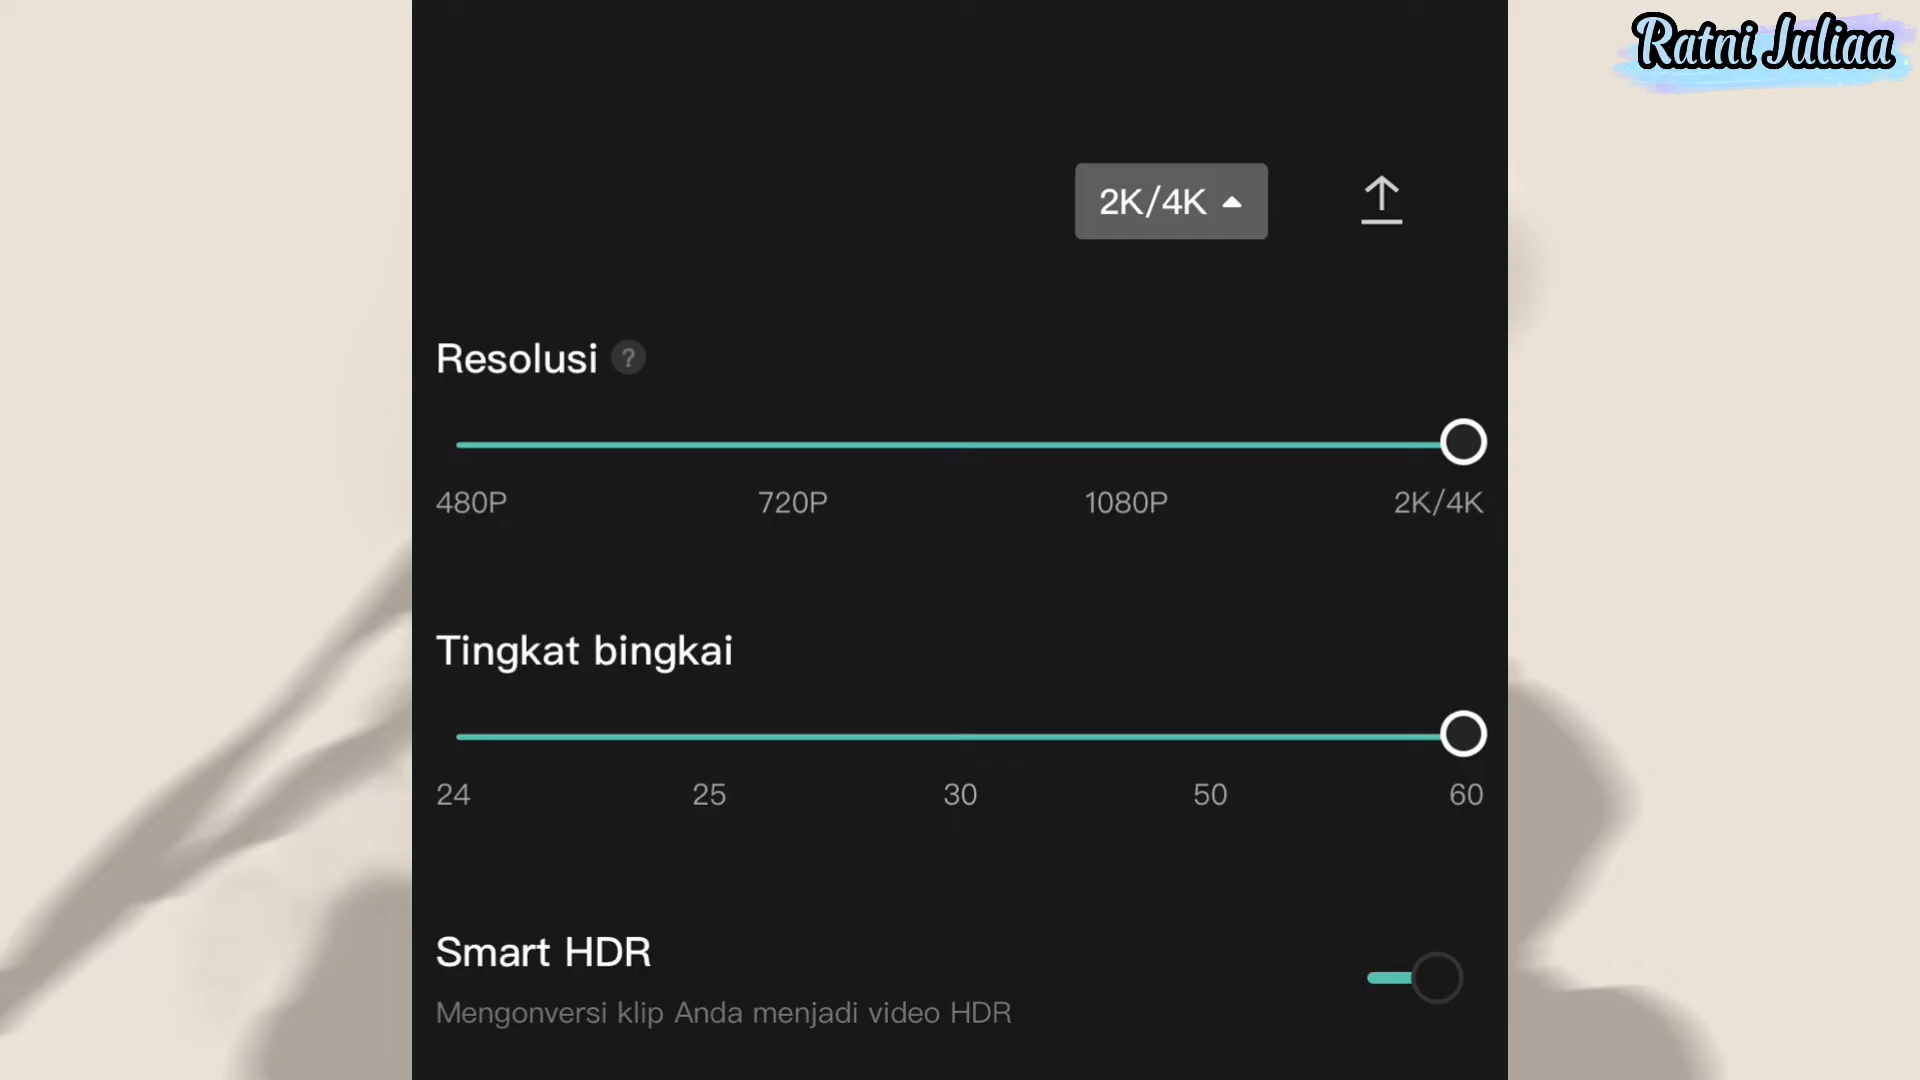 Ratni Juliaa
2K/4K
Resolusi ?
480P 720P 1080P 2K/4K
Tingkat bingkai
24 25 30 50 60
Smart HDR
Mengonversi klip Anda menjadi video HDR